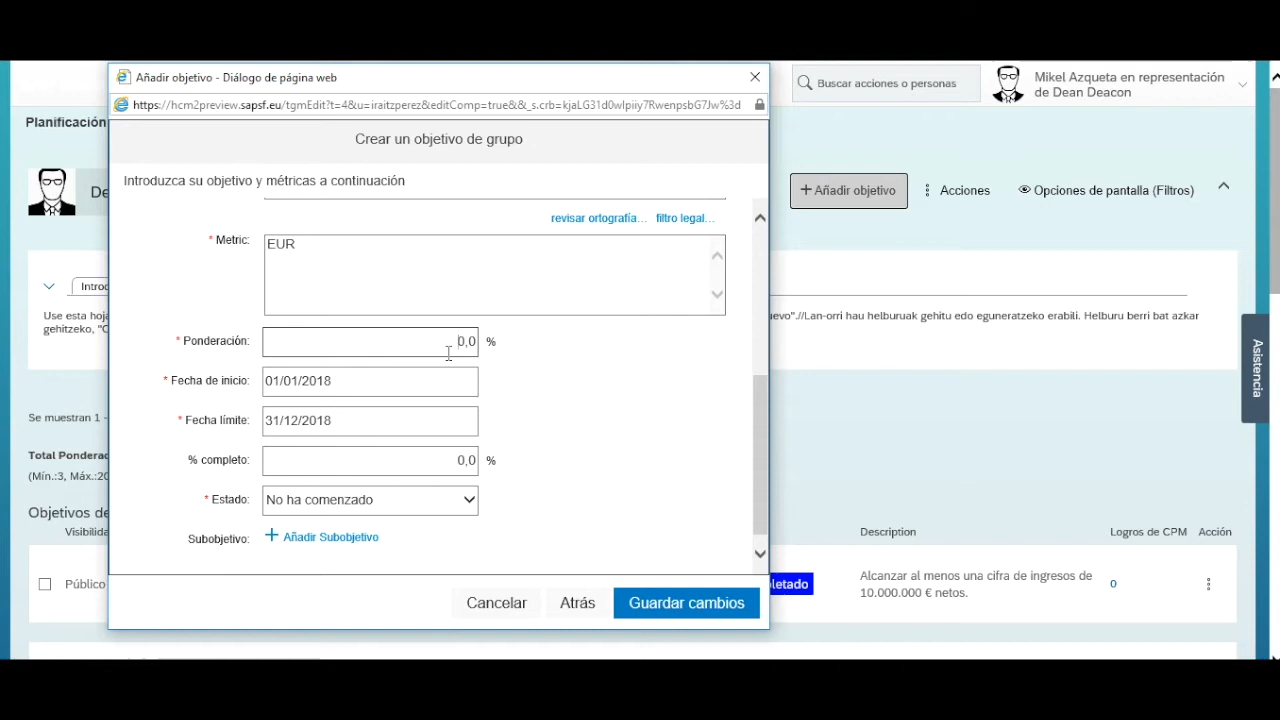 Añadir objetivo - Diálogo de página web
https://hcm2preview.sapsf.eu/tgmEdit?t=4&u=iraitzperez&editComp=true&&_s.crb=kjaLG31d0wlpiiy7RwenpsbG7Jw%3d
Buscar acciones o personas
Mikel Azqueta en representación
de Dean Deacon
Planificación
Crear un objetivo de grupo
Introduzca su objetivo y métricas a continuación
De
+ Añadir objetivo
Acciones
Opciones de pantalla (Filtros)
revisar ortografía... filtro legal...
* Metric: EUR
Introd
Use esta hoja
uevo".//Lan-orri hau helburuak gehitu edo eguneratzeko erabili. Helburu berri bat azkar
gehitzeko, "C
* Ponderación: 0,0 %
* Fecha de inicio: 01/01/2018
Asistencia
Se muestran 1 -
* Fecha límite: 31/12/2018
Total Pondera
% completo: 0,0 %
(Mín.:3, Máx.:20
* Estado: No ha comenzado
Objetivos de
Visibilida
Description Logros de CPM Acción
Subobjetivo: + Añadir Subobjetivo
Público
letado
Alcanzar al menos una cifra de ingresos de
10.000.000 € netos.
0
Cancelar Atrás Guardar cambios